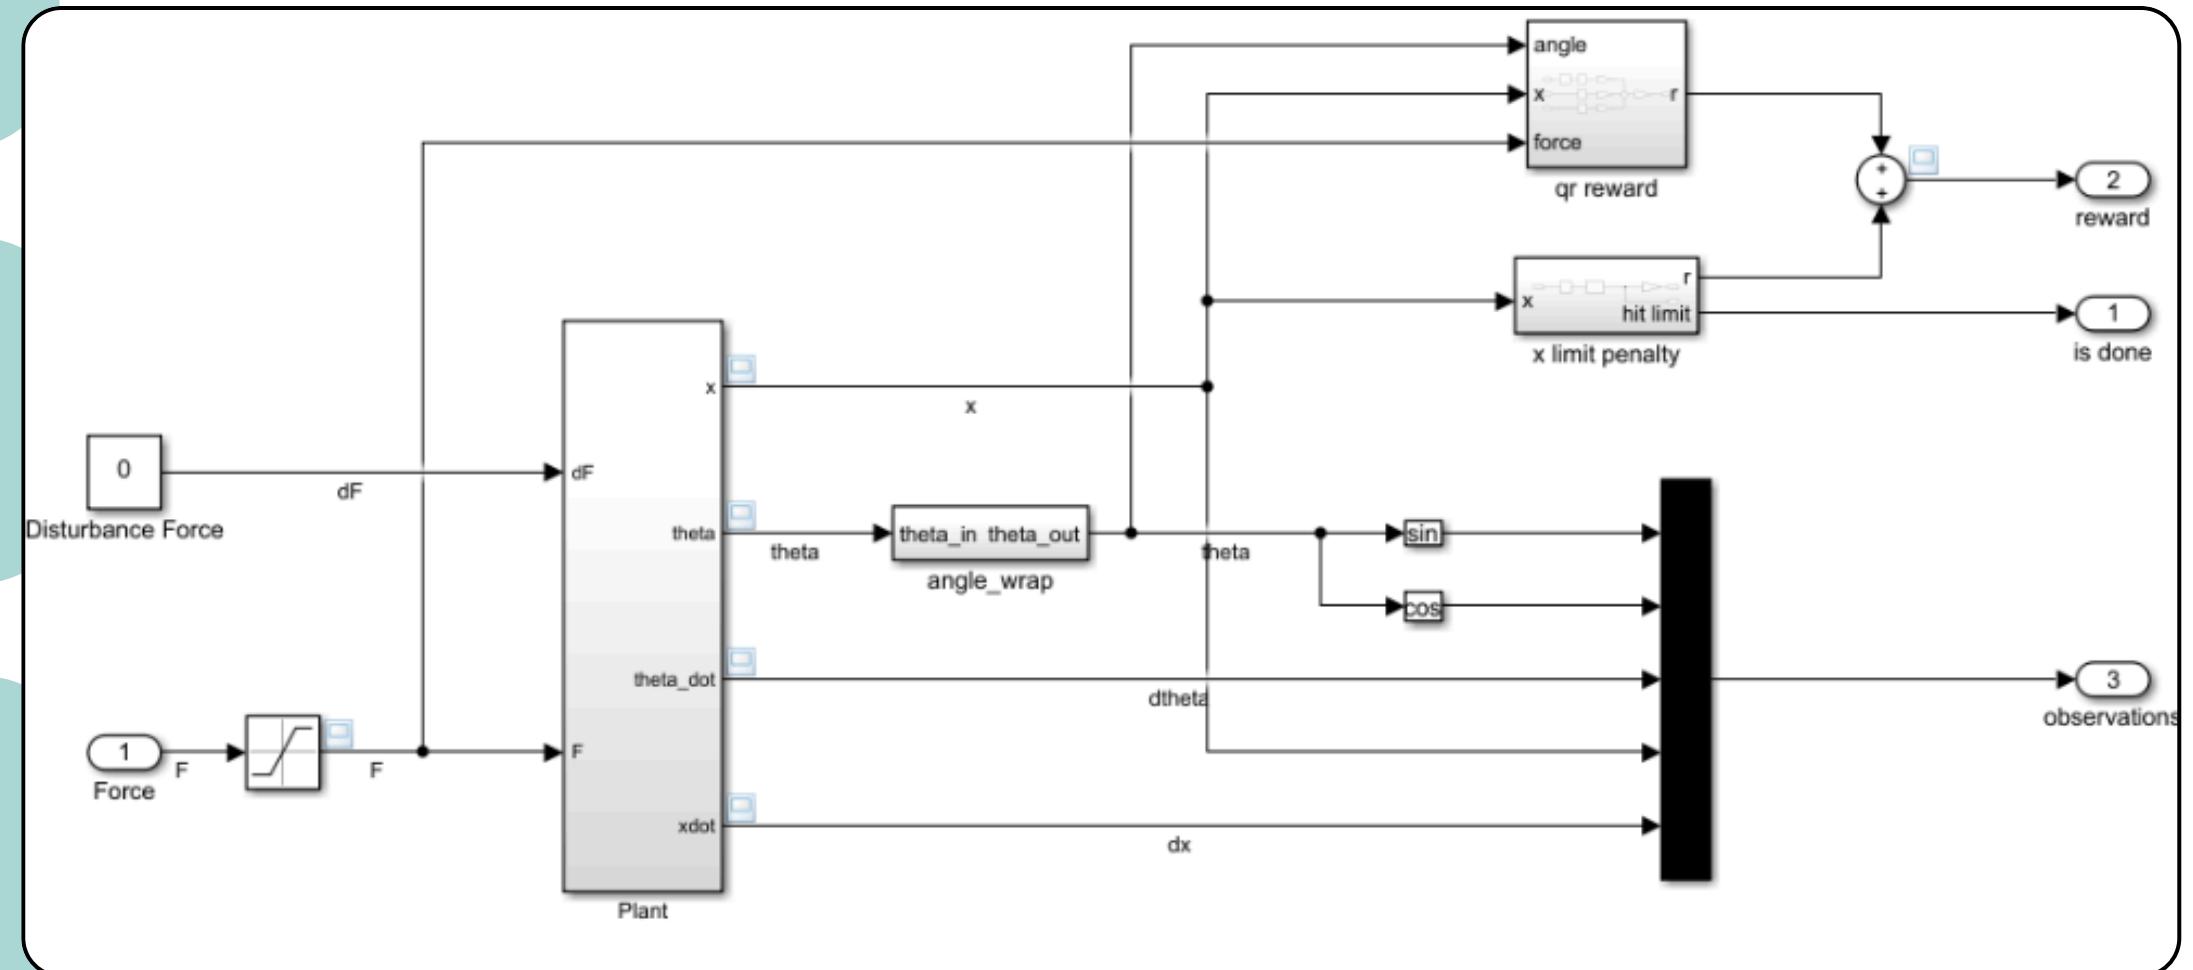 angle
x
r
force
qr reward
+
+
2
reward
x
r
hit limit
x limit penalty
1
is done
x
x
0
dF
dF
Disturbance Force
theta
theta
theta_in theta_out
angle_wrap
theta
sin
cos
theta_dot
dtheta
3
observations
1
F
Force
F
F
xdot
dx
Plant